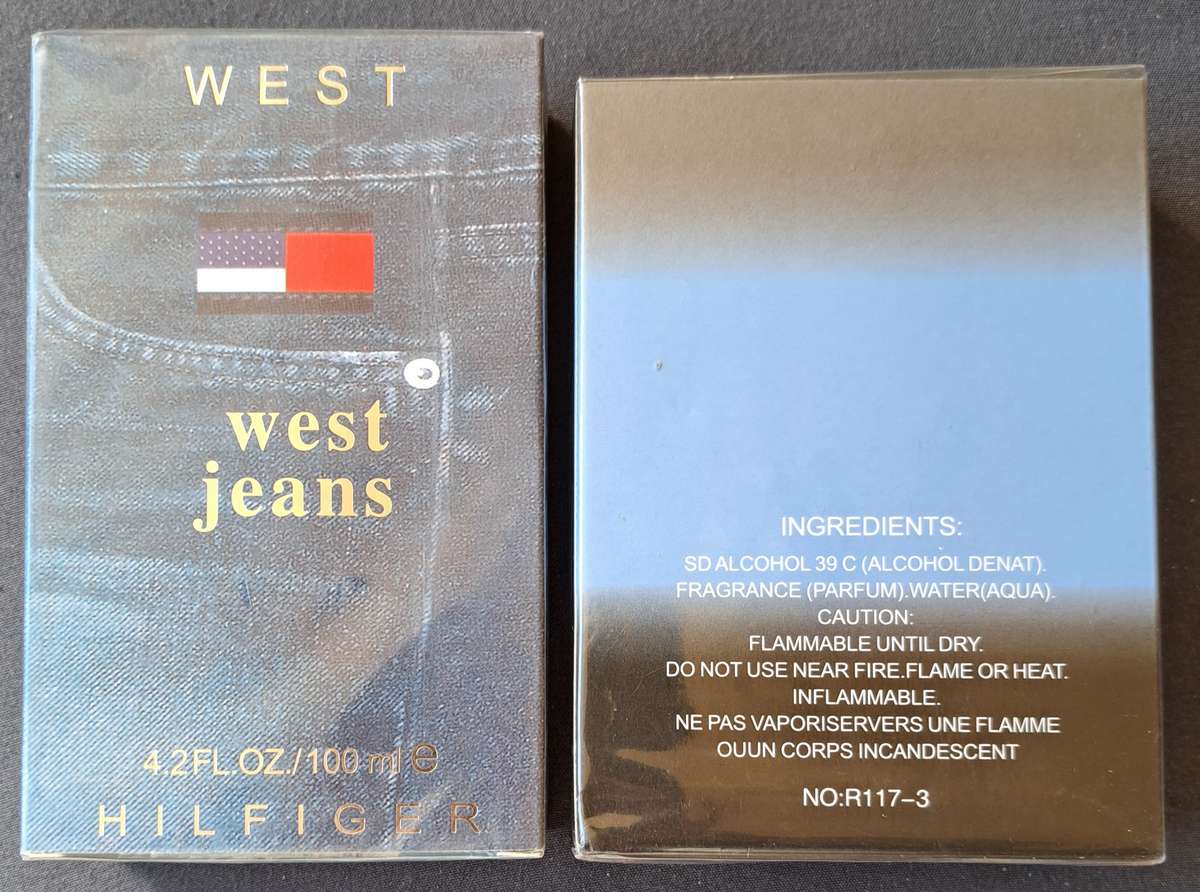 WEST
west
jeans
4.2FL.OZ./100 ml e
HILFIGER
INGREDIENTS:
SD ALCOHOL 39 C (ALCOHOL DENAT).
FRAGRANCE (PARFUM).WATER(AQUA).
CAUTION:
FLAMMABLE UNTIL DRY.
DO NOT USE NEAR FIRE.FLAME OR HEAT.
INFLAMMABLE.
NE PAS VAPORISERVERS UNE FLAMME
OUUN CORPS INCANDESCENT
NO:R117-3